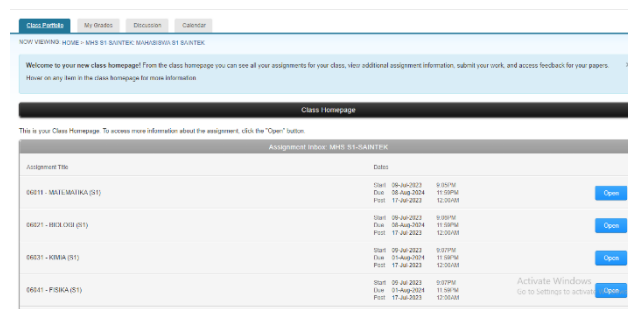 Class Portfolio My Grades Discussion Calendar
NOW VIEWING: HOME > MHS S1-SAINTEK: MAHASISWA S1 SAINTEK
Welcome to your new class homepage! From the class homepage you can see all your assignments for your class, view additional assignment information, submit your work, and access feedback for your papers.
Hover on any item in the class homepage for more information
Class Homepage
This is your Class Homepage. To access more information about the assignment, click the "Open" button.
Assignment Inbox: MHS S1-SAINTEK
Assignment Title Dates
06011 - MATEMATIKA (S1) Start 09-Jul-2023 9:05PM
Due 08-Aug-2024 11:59PM Open
Post 17-Jul-2023 12:00AM
06021 - BIOLOGI (S1) Start 09-Jul-2023 9:06PM
Due 08-Aug-2024 11:59PM Open
Post 17-Jul-2023 12:00AM
06031 - KIMIA (S1) Start 09-Jul-2023 9:07PM
Due 01-Aug-2024 11:59PM Open
Post 17-Jul-2023 12:00AM
06041 - FISIKA (S1) Start 09-Jul-2023 9:07PM
Due 01-Aug-2024 11:59PM Open
Post 17-Jul-2023 12:00AM
Activate Windows
Go to Settings to activate